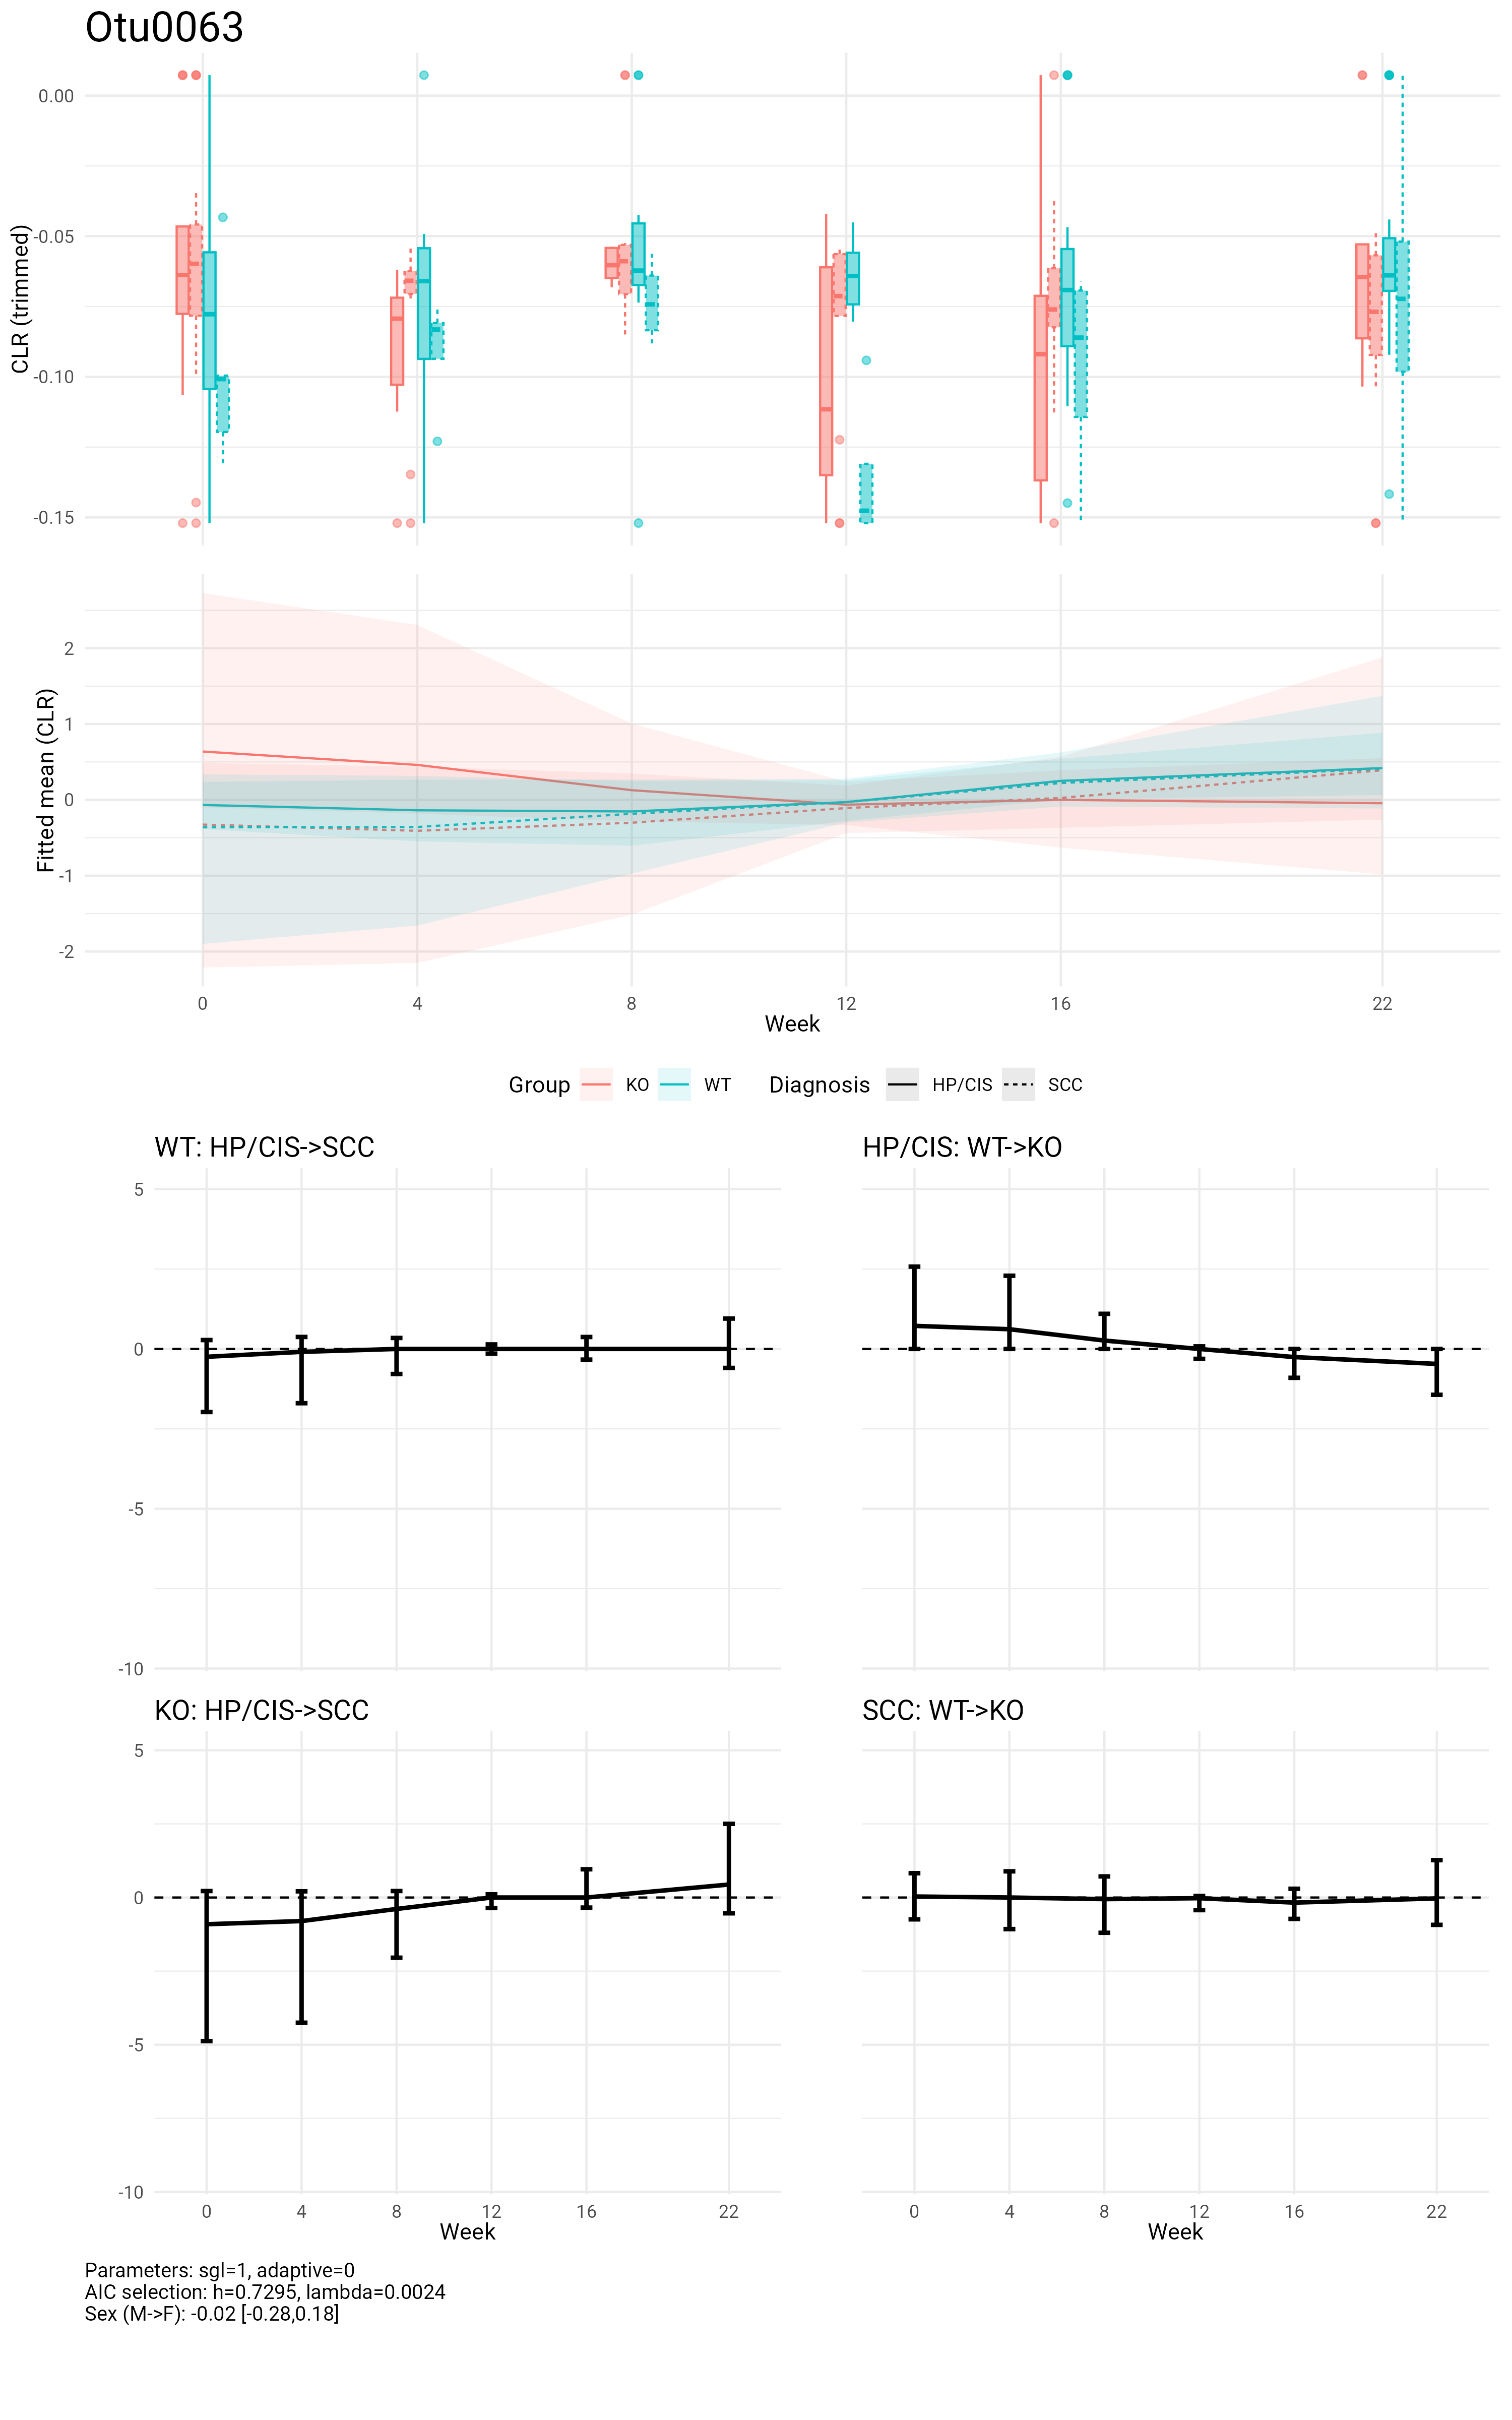 Otu0063
CLR (trimmed)
0.00
-0.05
-0.10
-0.15
Fitted mean (CLR)
2
1
0
-1
-2
0 4 8 12 16 22
Week
Group KO WT Diagnosis HP/CIS SCC
WT: HP/CIS->SCC
HP/CIS: WT->KO
5
0
-5
-10
KO: HP/CIS->SCC
SCC: WT->KO
5
0
-5
-10
0 4 8 12 16 22
0 4 8 12 16 22
Week
Week
Parameters: sgl=1, adaptive=0
AIC selection: h=0.7295, lambda=0.0024
Sex (M->F): -0.02 [-0.28,0.18]